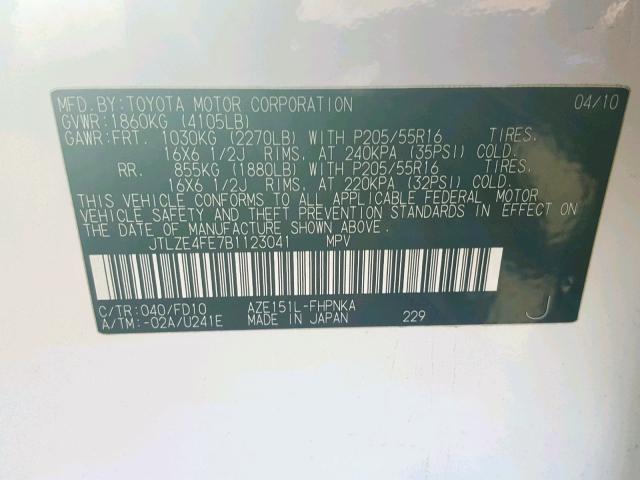 MFD.BY:TOYOTA MOTOR CORPORATION 04/10
GVWR:1860KG (4105LB)
GAWR:FRT. 1030KG (2270LB) WITH P205/55R16 TIRES.
16X6 1/2J RIMS, AT 240KPA (35PSI) COLD.
RR. 855KG (1880LB) WITH P205/55R16 TIRES.
16X6 1/2J RIMS, AT 220KPA (32PSI) COLD.
THIS VEHICLE CONFORMS TO ALL APPLICABLE FEDERAL MOTOR
VEHICLE SAFETY AND THEFT PREVENTION STANDARDS IN EFFECT ON
THE DATE OF MANUFACTURE SHOWN ABOVE.
JTLZE4FE7B1123041 MPV
C/TR:040/FD10 AZE151L-FHPNKA
A/TM:-02A/U241E MADE IN JAPAN 229 J